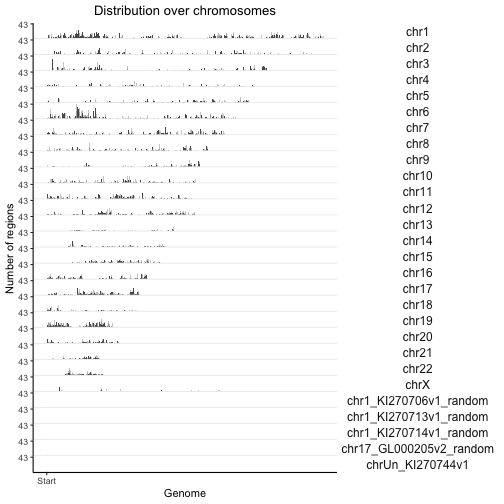 Distribution over chromosomes
Number of regions
43 chr1
43 chr2
43 chr3
43 chr4
43 chr5
43 chr6
43 chr7
43 chr8
43 chr9
43 chr10
43 chr11
43 chr12
43 chr13
43 chr14
43 chr15
43 chr16
43 chr17
43 chr18
43 chr19
43 chr20
43 chr21
43 chr22
43 chrX
43 chr1_KI270706v1_random
43 chr1_KI270713v1_random
43 chr1_KI270714v1_random
43 chr17_GL000205v2_random
43 chrUn_KI270744v1
Start
Genome